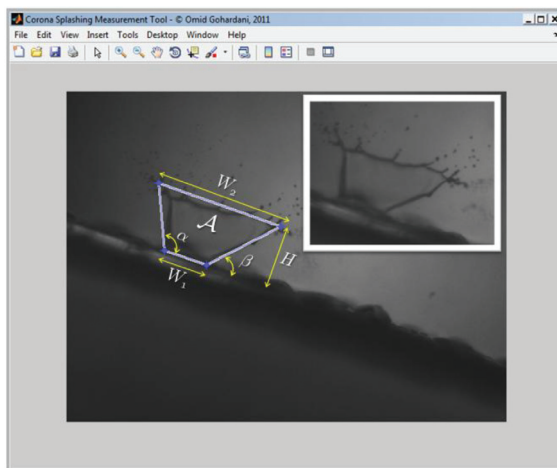 Corona Splashing Measurement Tool - © Omid Gohardani, 2011
File Edit View Insert Tools Desktop Window Help
W₂
A
α
β
H
W₁